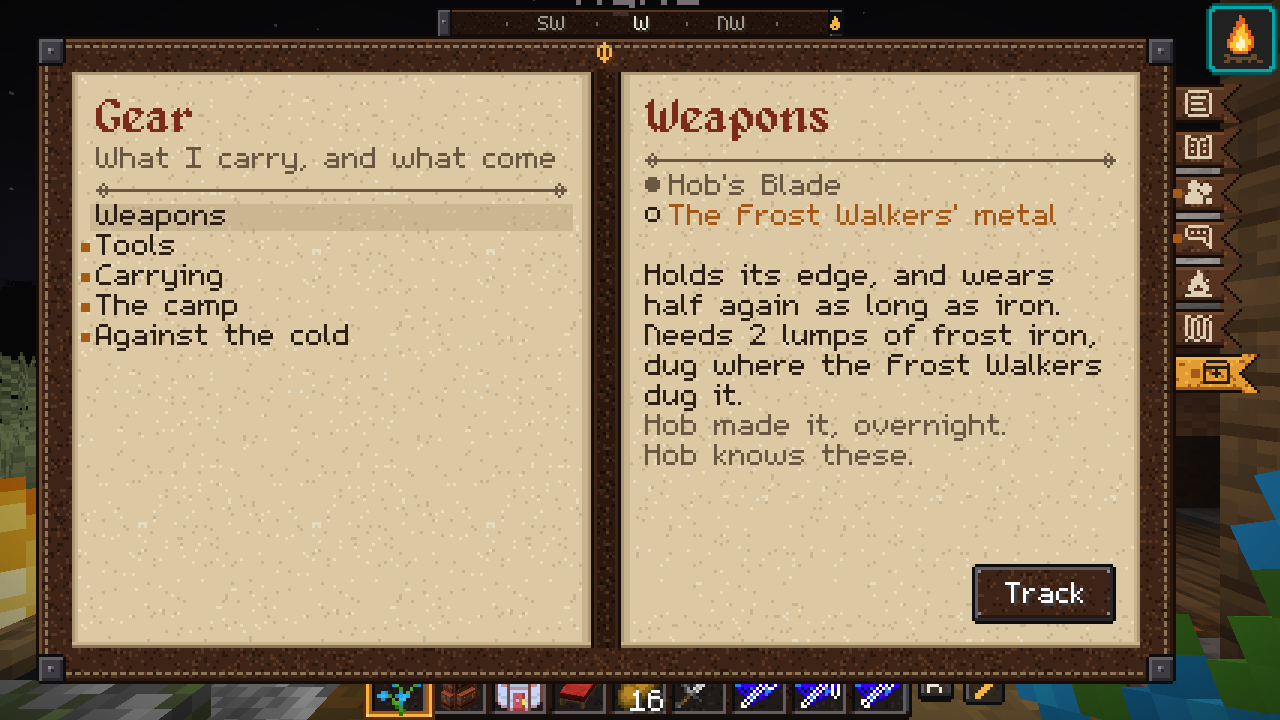 SW W NW
Gear
What I carry, and what come
Weapons
Tools
Carrying
The camp
Against the cold
Weapons
Hob's Blade
The Frost Walkers' metal
Holds its edge, and wears
half again as long as iron.
Needs 2 lumps of frost iron,
dug where the Frost Walkers
dug it.
Hob made it, overnight.
Hob knows these.
Track
16